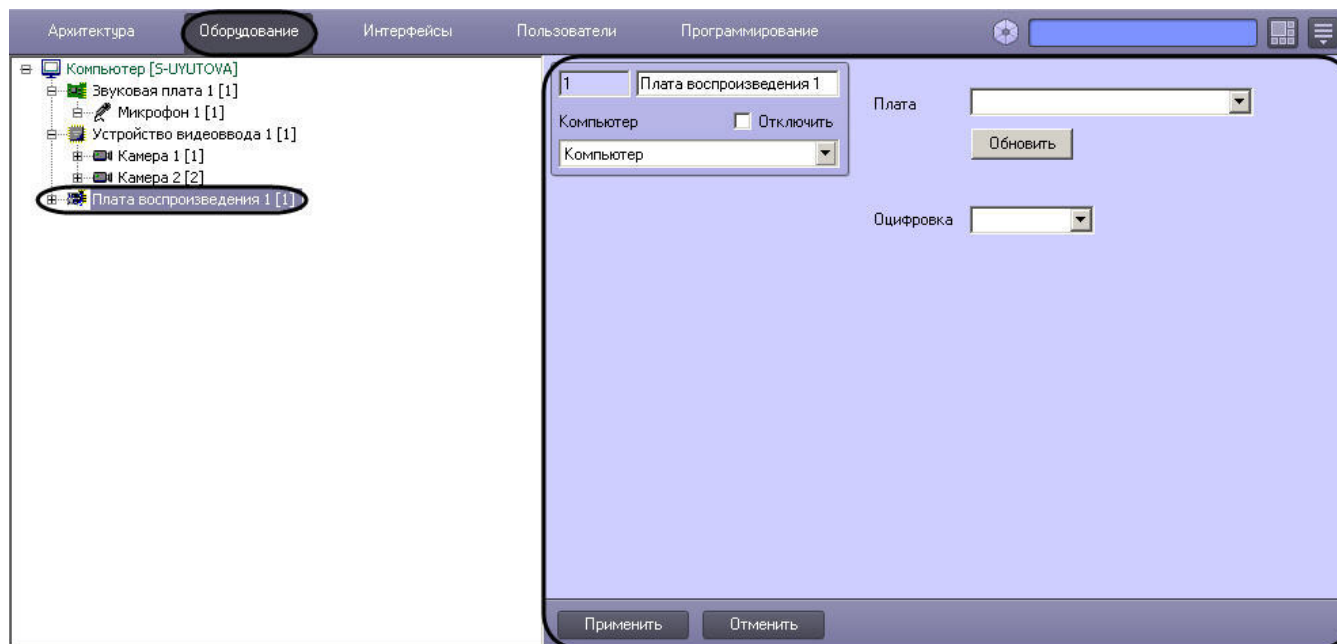 Архитектура Оборудование Интерфейсы Пользователи Программирование
Компьютер [S-UYUTOVA]
Звуковая плата 1 [1]
Микрофон 1 [1]
Устройство видеоввода 1 [1]
Камера 1 [1]
Камера 2 [2]
Плата воспроизведения 1 [1]
1 Плата воспроизведения 1
Компьютер Отключить
Компьютер
Плата
Обновить
Оцифровка
Применить Отменить